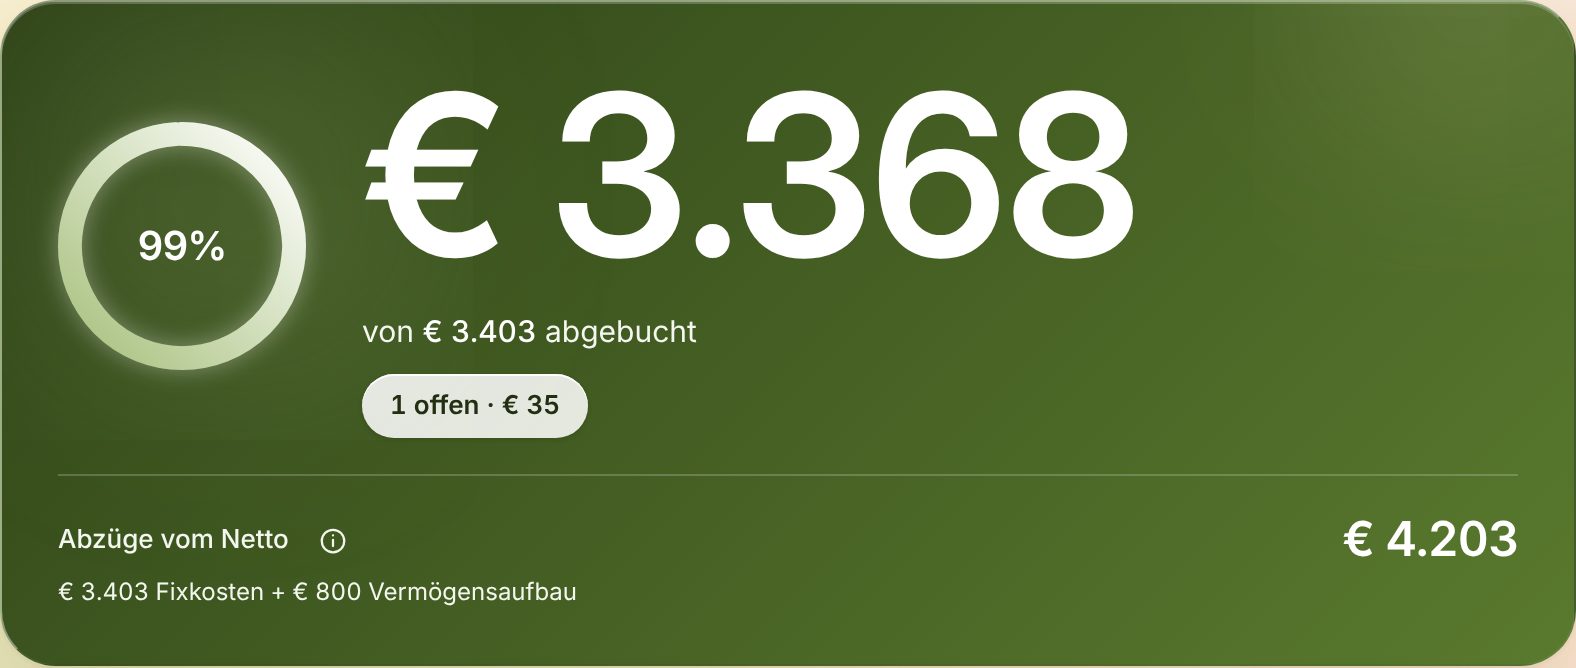 99%
€ 3.368
von € 3.403 abgebucht
1 offen · € 35
Abzüge vom Netto
€ 4.203
€ 3.403 Fixkosten + € 800 Vermögensaufbau